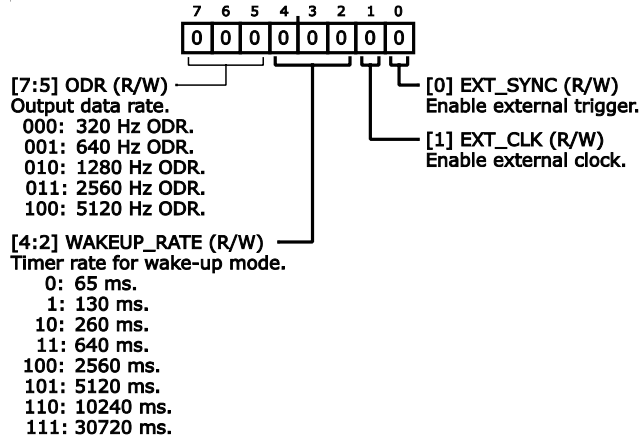 7 6 5 4 3 2 1 0
0 0 0 0 0 0 0 0
[7:5] ODR (R/W)
Output data rate.
000: 320 Hz ODR.
001: 640 Hz ODR.
010: 1280 Hz ODR.
011: 2560 Hz ODR.
100: 5120 Hz ODR.
[4:2] WAKEUP_RATE (R/W)
Timer rate for wake-up mode.
0: 65 ms.
1: 130 ms.
10: 260 ms.
11: 640 ms.
100: 2560 ms.
101: 5120 ms.
110: 10240 ms.
111: 30720 ms.
[0] EXT_SYNC (R/W)
Enable external trigger.
[1] EXT_CLK (R/W)
Enable external clock.